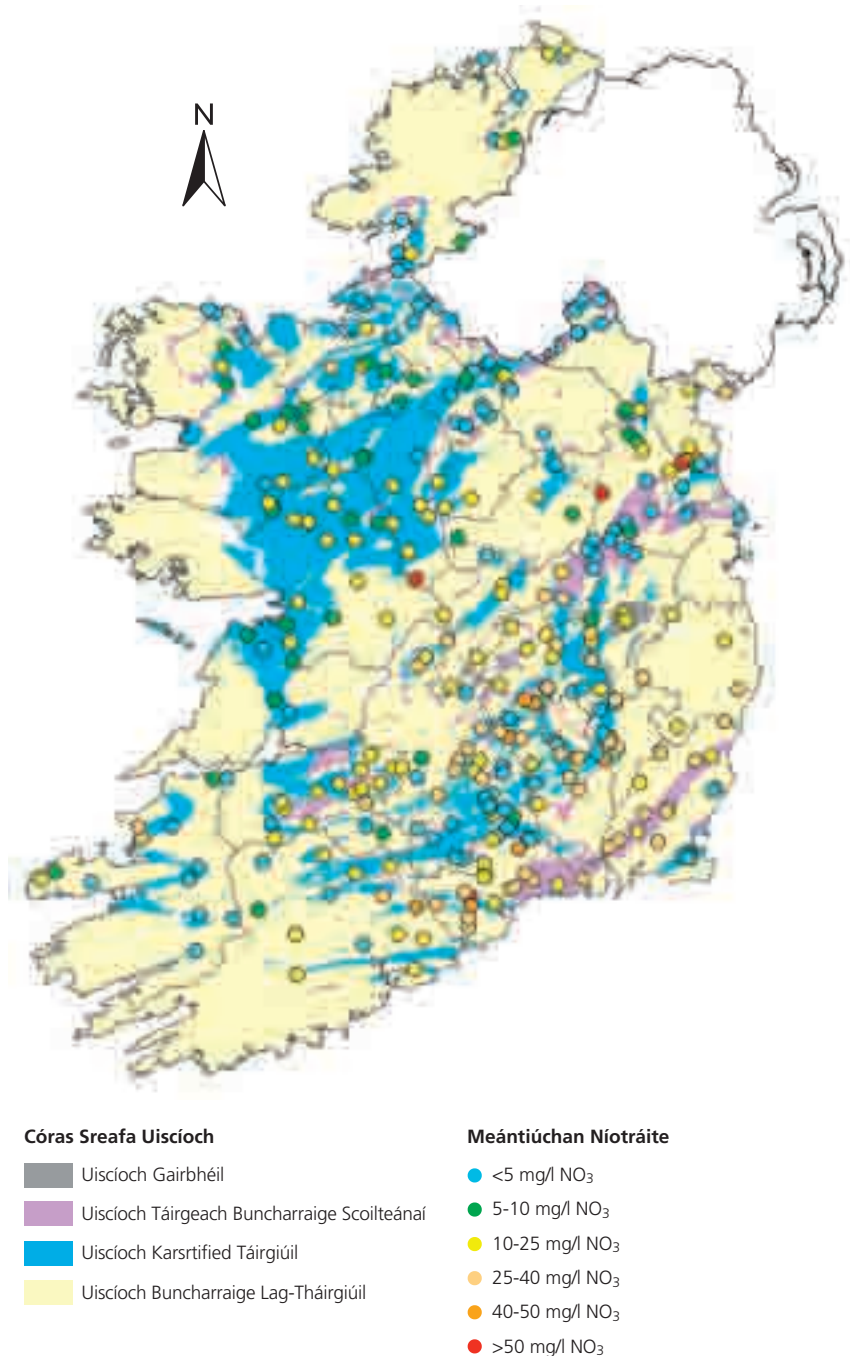 N
Córas Sreafa Uiscíoch
Uiscíoch Gairbhéil
Uiscíoch Táirgeach Buncharraige Scoilteánaí
Uiscíoch Karsrtified Táirgiúil
Uiscíoch Buncharraige Lag-Tháirgiúil
Meántiúchan Níotráite
<5 mg/l NO3
5-10 mg/l NO3
10-25 mg/l NO3
25-40 mg/l NO3
40-50 mg/l NO3
>50 mg/l NO3